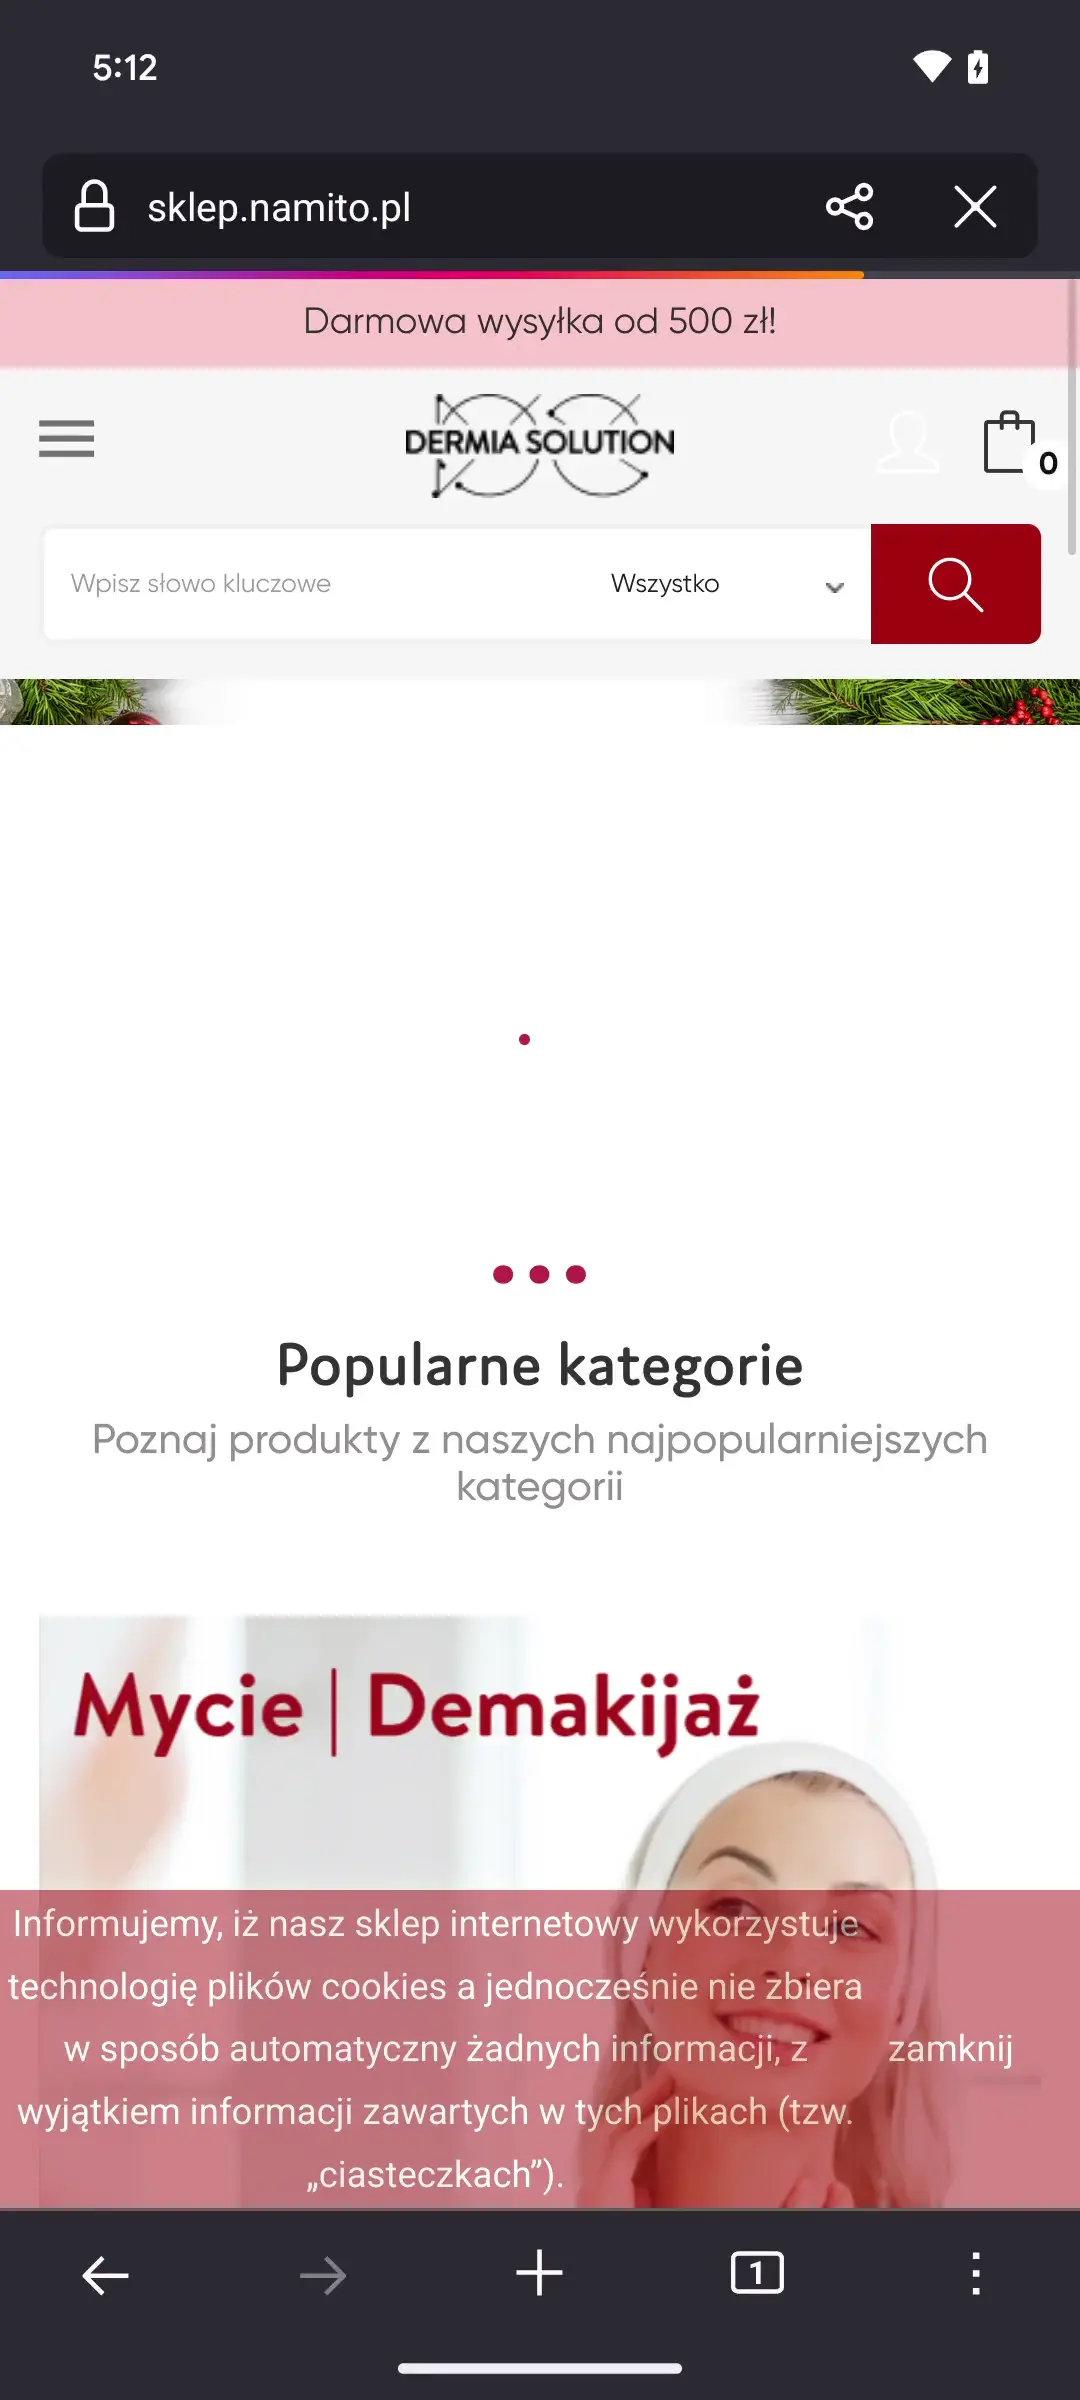 5:12
sklep.namito.pl
Darmowa wysyłka od 500 zł!
DERMIA SOLUTION
0
Wpisz słowo kluczowe
Wszystko
Popularne kategorie
Poznaj produkty z naszych najpopularniejszych
kategorii
Mycie | Demakijaż
Informujemy, iż nasz sklep internetowy wykorzystuje
technologię plików cookies a jednocześnie nie zbiera
w sposób automatyczny żadnych informacji, z
wyjątkiem informacji zawartych w tych plikach (tzw.
„ciasteczkach”).
zamknij
1